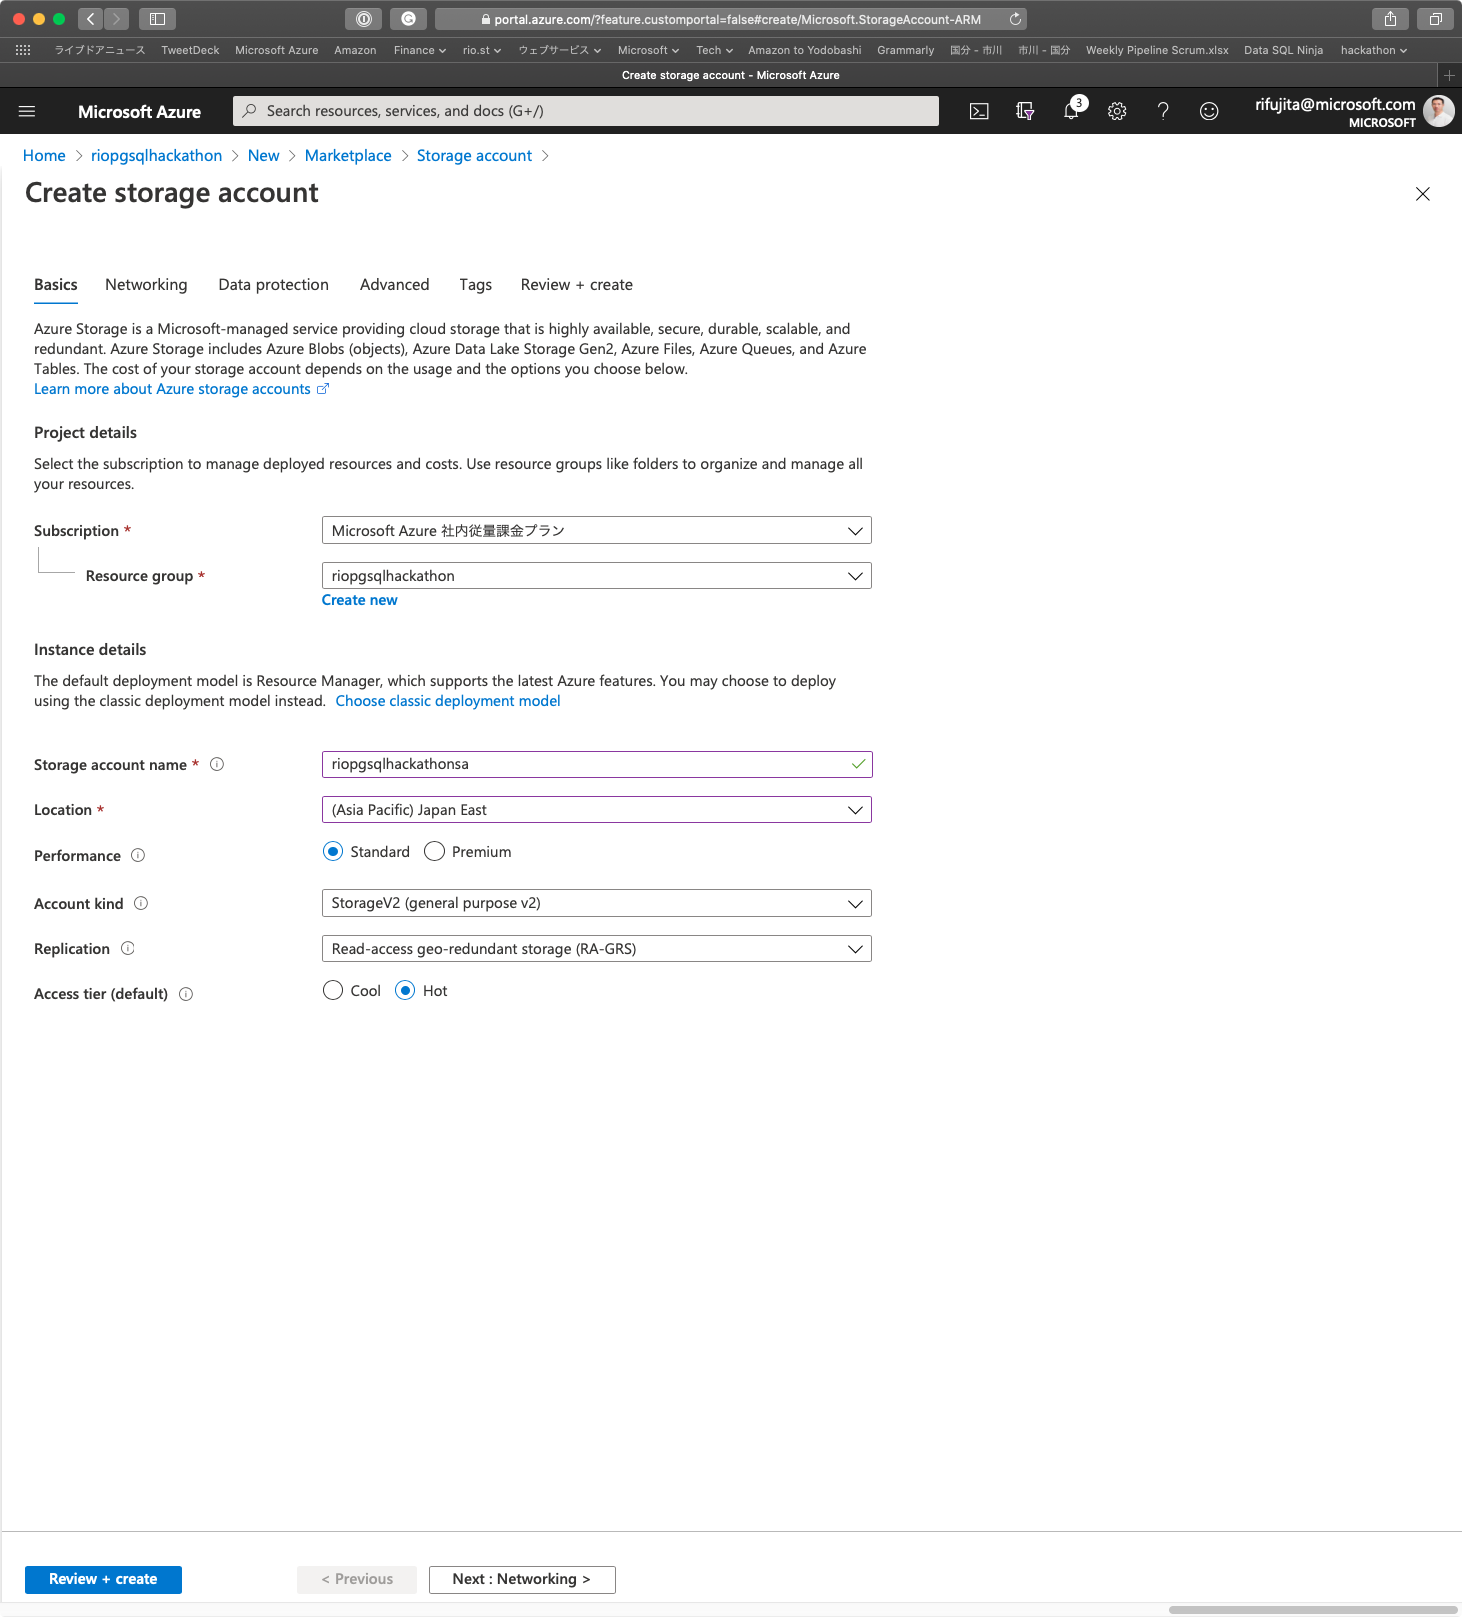 portal.azure.com/?feature.customportal=false#create/Microsoft.StorageAccount-ARM
ライブドアニュース TweetDeck Microsoft Azure Amazon Finance rio.st ウェブサービス Microsoft Tech Amazon to Yodobashi Grammarly 国分 - 市川 市川 - 国分 Weekly Pipeline Scrum.xlsx Data SQL Ninja hackathon
Create storage account - Microsoft Azure
Microsoft Azure
Search resources, services, and docs (G+/)
3
rifujita@microsoft.com
MICROSOFT
Home > riopgsqlhackathon > New > Marketplace > Storage account >
Create storage account
Basics Networking Data protection Advanced Tags Review + create
Azure Storage is a Microsoft-managed service providing cloud storage that is highly available, secure, durable, scalable, and
redundant. Azure Storage includes Azure Blobs (objects), Azure Data Lake Storage Gen2, Azure Files, Azure Queues, and Azure
Tables. The cost of your storage account depends on the usage and the options you choose below.
Learn more about Azure storage accounts
Project details
Select the subscription to manage deployed resources and costs. Use resource groups like folders to organize and manage all
your resources.
Subscription * Microsoft Azure 社内従量課金プラン
Resource group * riopgsqlhackathon
Create new
Instance details
The default deployment model is Resource Manager, which supports the latest Azure features. You may choose to deploy
using the classic deployment model instead. Choose classic deployment model
Storage account name * riopgsqlhackathonsa
Location * (Asia Pacific) Japan East
Performance Standard Premium
Account kind StorageV2 (general purpose v2)
Replication Read-access geo-redundant storage (RA-GRS)
Access tier (default) Cool Hot
Review + create < Previous Next : Networking >